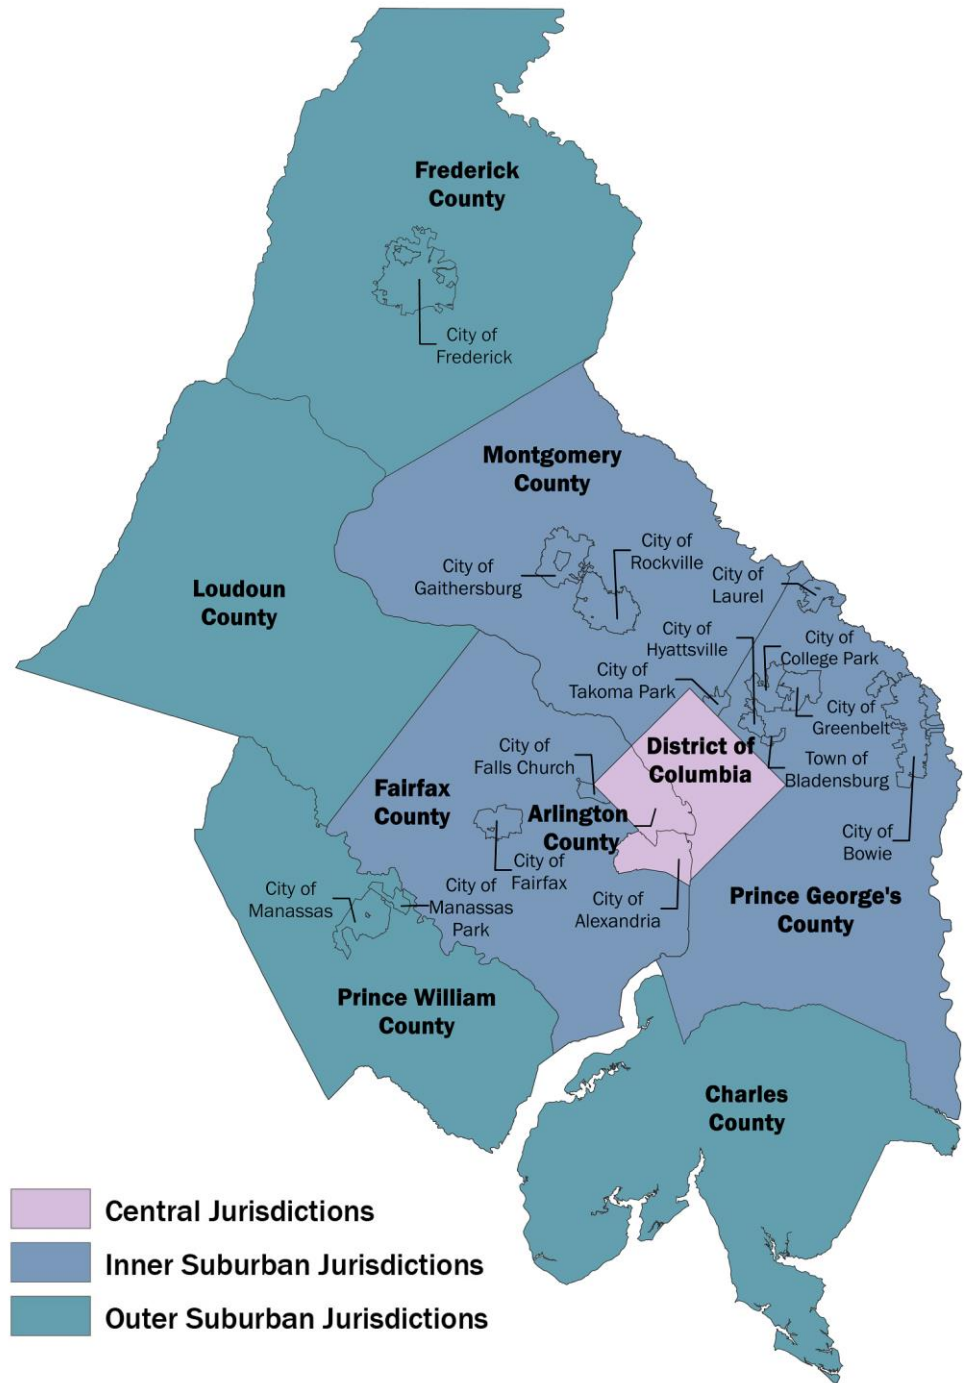 Frederick
County
City of
Frederick
Montgomery
County
City of
Rockville
City of
Gaithersburg
City of
Laurel
Loudoun
County
City of
Hyattsville
City of
College Park
City of
Takoma Park
City of
Greenbelt
District of
Columbia
City of
Falls Church
Town of
Bladensburg
Fairfax
County
Arlington
County
City of
Bowie
City of
Fairfax
City of
Manassas
City of
Manassas
Park
City of
Alexandria
Prince George's
County
Prince William
County
Charles
County
Central Jurisdictions
Inner Suburban Jurisdictions
Outer Suburban Jurisdictions